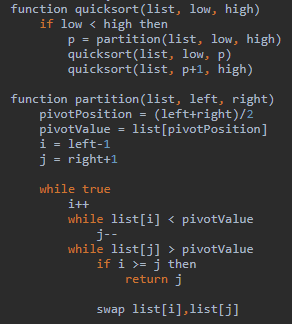 function quicksort(list, low, high)
    if low < high then
        p = partition(list, low, high)
        quicksort(list, low, p)
        quicksort(list, p+1, high)

function partition(list, left, right)
    pivotPosition = (left+right)/2
    pivotValue = list[pivotPosition]
    i = left-1
    j = right+1

    while true
        i++
        while list[i] < pivotValue
            j--
        while list[j] > pivotValue
            if i >= j then
                return j

            swap list[i],list[j]